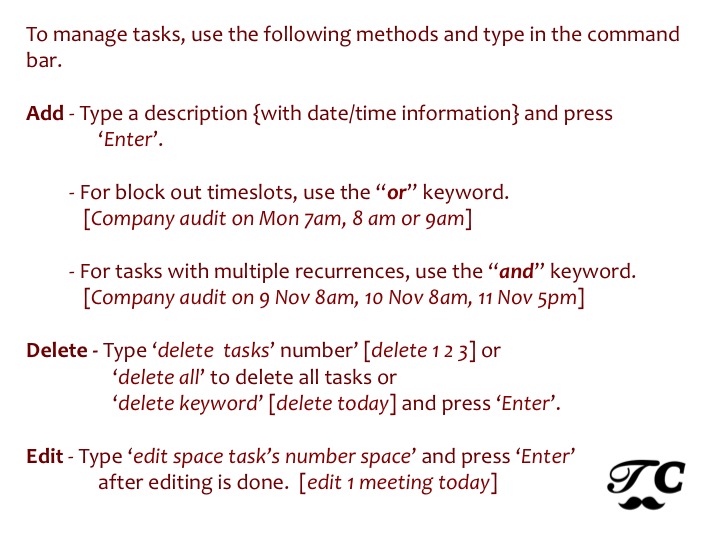 To manage tasks, use the following methods and type in the command
bar.
Add - Type a description {with date/time information} and press
‘Enter’.
- For block out timeslots, use the “or” keyword.
[Company audit on Mon 7am, 8 am or 9am]
- For tasks with multiple recurrences, use the “and” keyword.
[Company audit on 9 Nov 8am, 10 Nov 8am, 11 Nov 5pm]
Delete - Type ‘delete  tasks’ number’ [delete 1 2 3] or
‘delete all’ to delete all tasks or
‘delete keyword’ [delete today] and press ‘Enter’.
Edit - Type ‘edit space task’s number space’ and press ‘Enter’
after editing is done.  [edit 1 meeting today]
TC